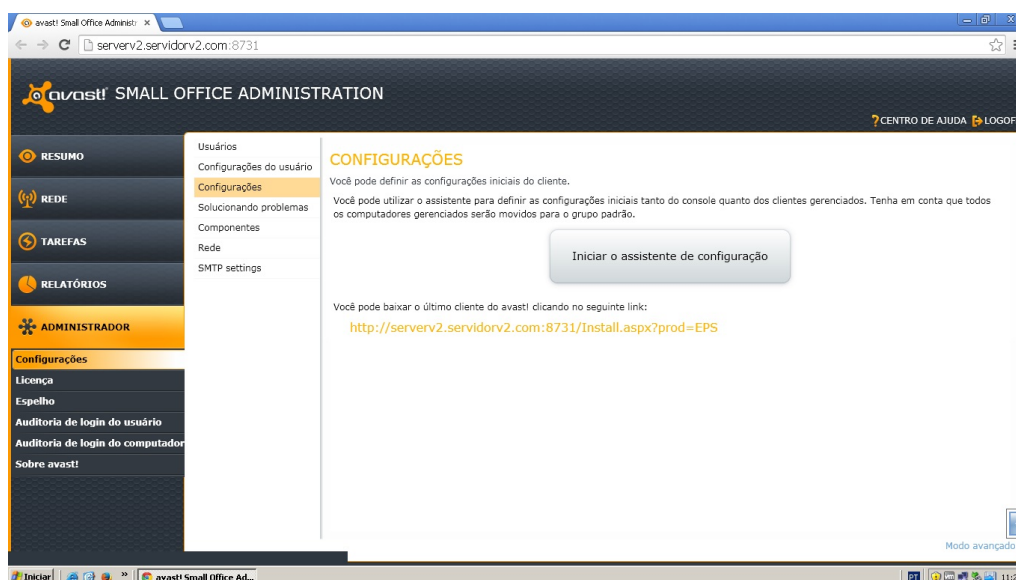 avast! Small Office Administr
serverv2.servidorv2.com:8731
avast! SMALL OFFICE ADMINISTRATION
?CENTRO DE AJUDA LOGOF
RESUMO
REDE
TAREFAS
RELATÓRIOS
ADMINISTRADOR
Configurações
Licença
Espelho
Auditoria de login do usuário
Auditoria de login do computador
Sobre avast!
Usuários
Configurações do usuário
Configurações
Solucionando problemas
Componentes
Rede
SMTP settings
CONFIGURAÇÕES
Você pode definir as configurações iniciais do cliente.
Você pode utilizar o assistente para definir as configurações iniciais tanto do console quanto dos clientes gerenciados. Tenha em conta que todos
os computadores gerenciados serão movidos para o grupo padrão.
Iniciar o assistente de configuração
Você pode baixar o último cliente do avast! clicando no seguinte link:
http://serverv2.servidorv2.com:8731/Install.aspx?prod=EPS
Modo avançado
Iniciar
»
avast! Small Office Ad...
PT